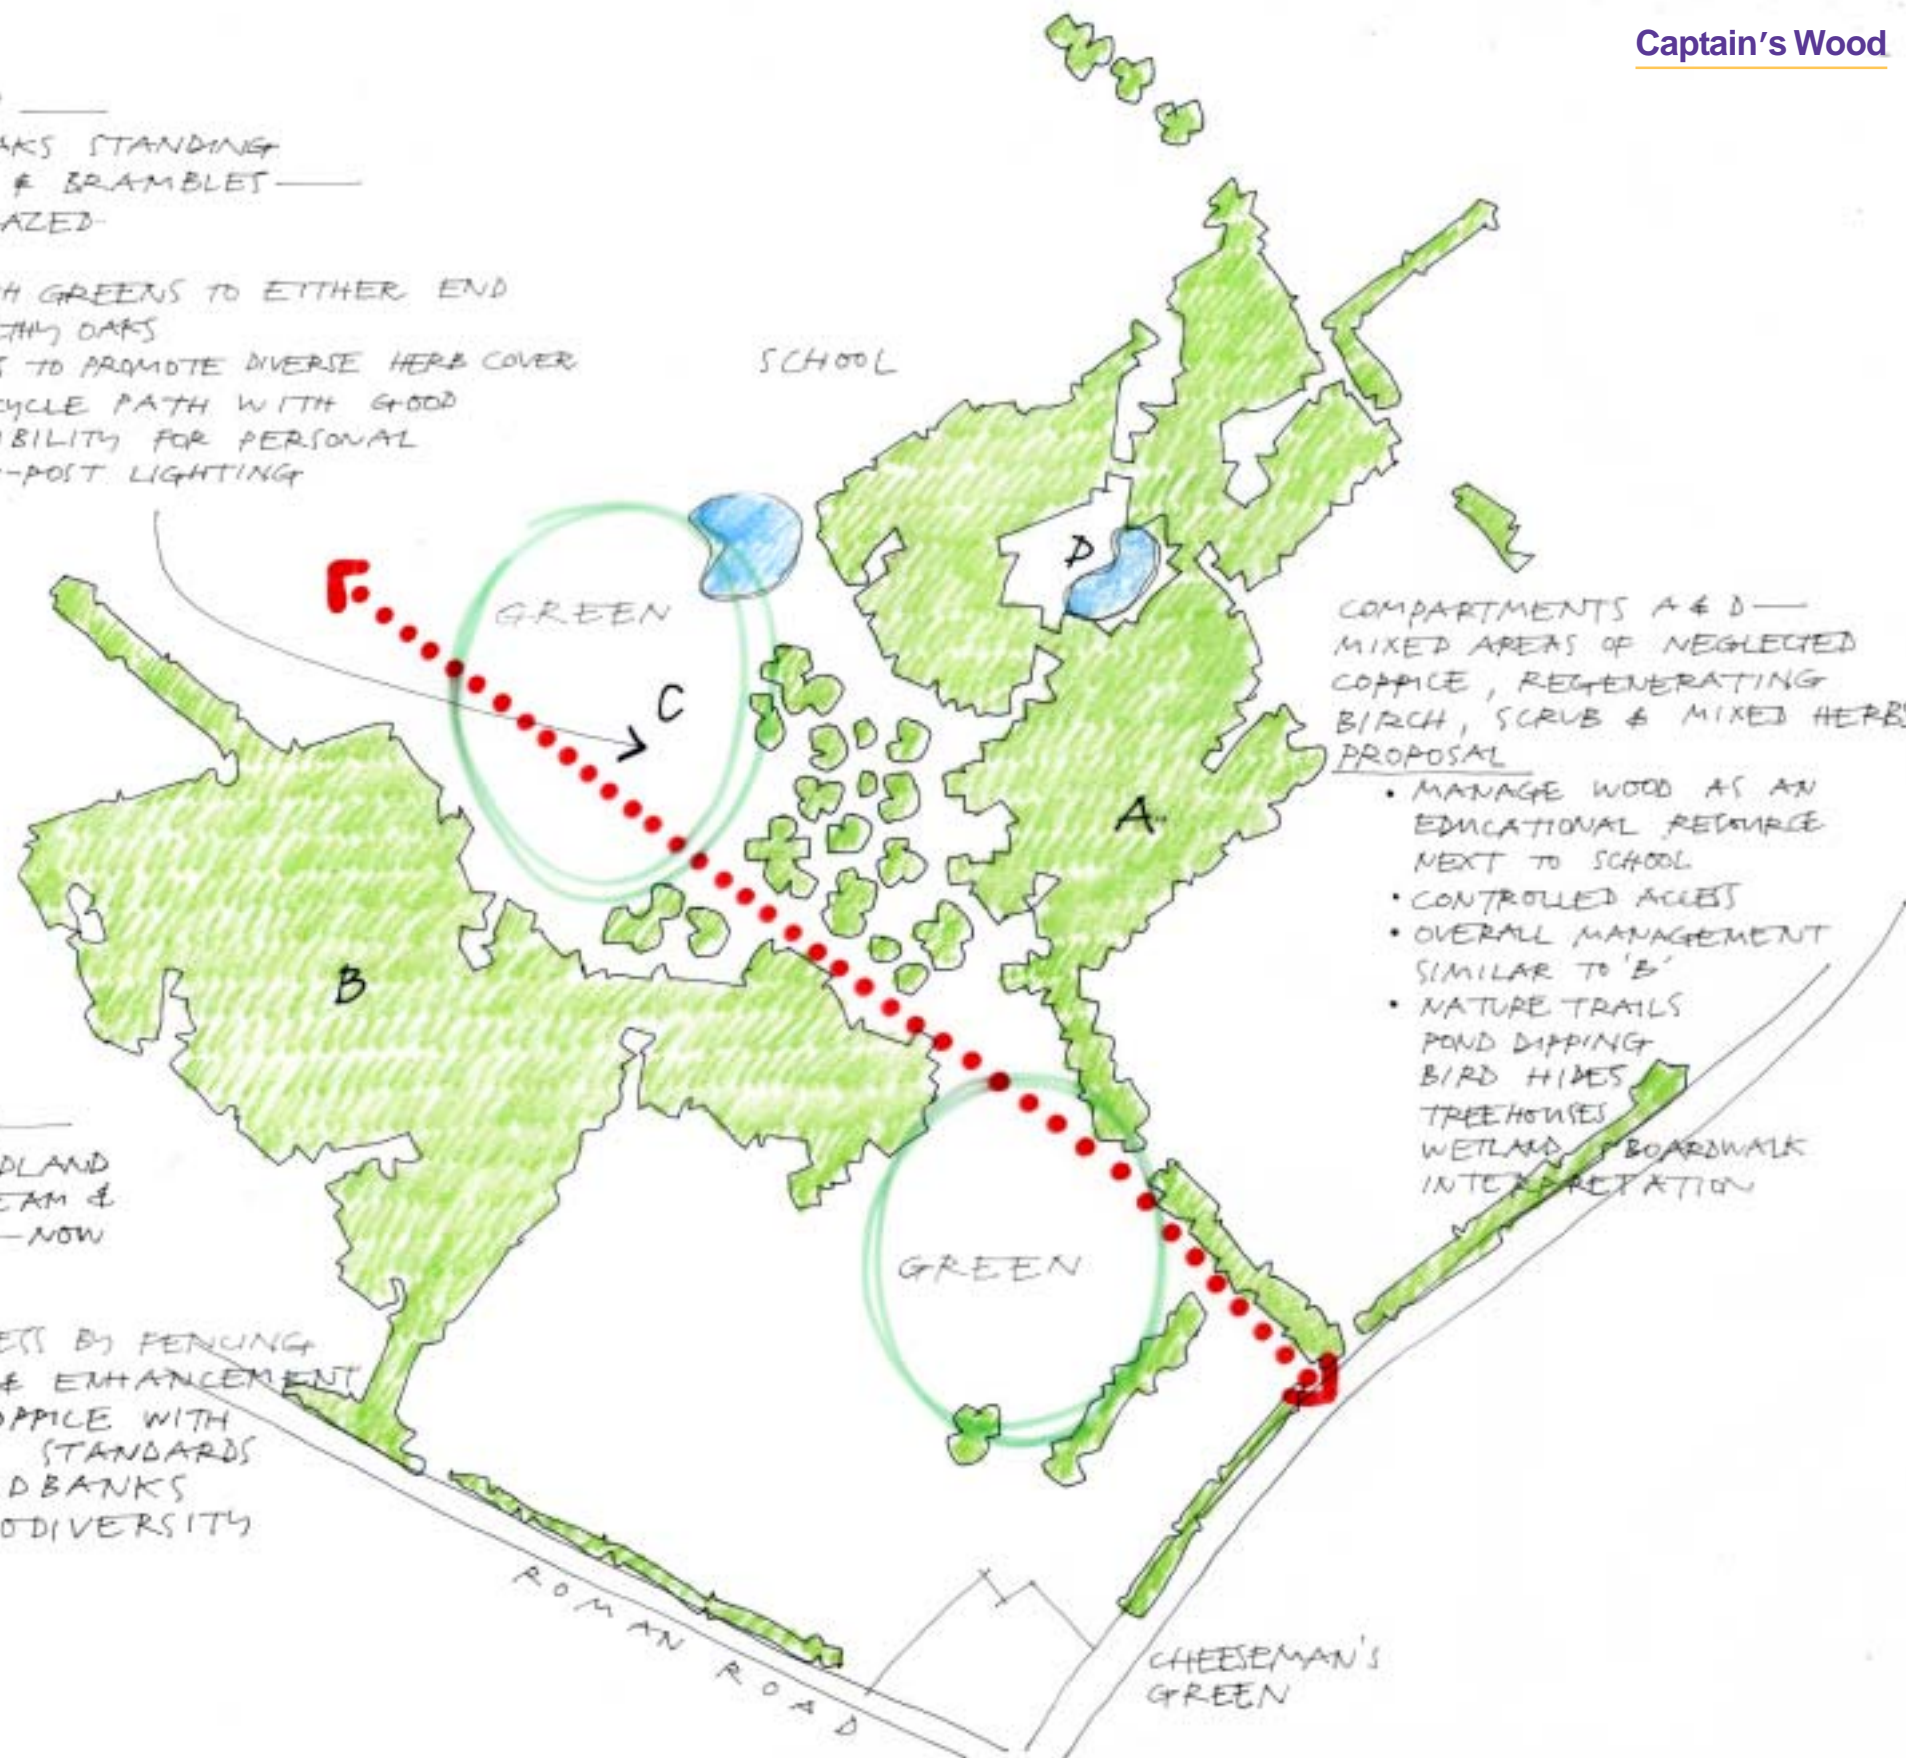 Captain's Wood
AKS STANDING
& BRAMBLES
AZED
H GREENS TO EITHER END
LTHY OAKS
S TO PROMOTE DIVERSE HERB COVER
CYCLE PATH WITH GOOD
IBILITY FOR PERSONAL
-POST LIGHTING
SCHOOL
GREEN
C
D
A
B
COMPARTMENTS A & D —
MIXED AREAS OF NEGLECTED
COPPICE, REGENERATING
BIRCH, SCRUB & MIXED HERBS
PROPOSAL
• MANAGE WOOD AS AN
EDUCATIONAL RESOURCE
NEXT TO SCHOOL
• CONTROLLED ACCESS
• OVERALL MANAGEMENT
SIMILAR TO 'B'
• NATURE TRAILS
POND DIPPING
BIRD HIDES
TREEHOUSES
WETLAND & BOARDWALK
INTERPRETATION
DLAND
EAM &
— NOW
ESS BY FENCING
& ENHANCEMENT
OPPICE WITH
STANDARDS
DBANKS
ODIVERSITY
GREEN
ROMAN ROAD
CHEESEMAN'S
GREEN